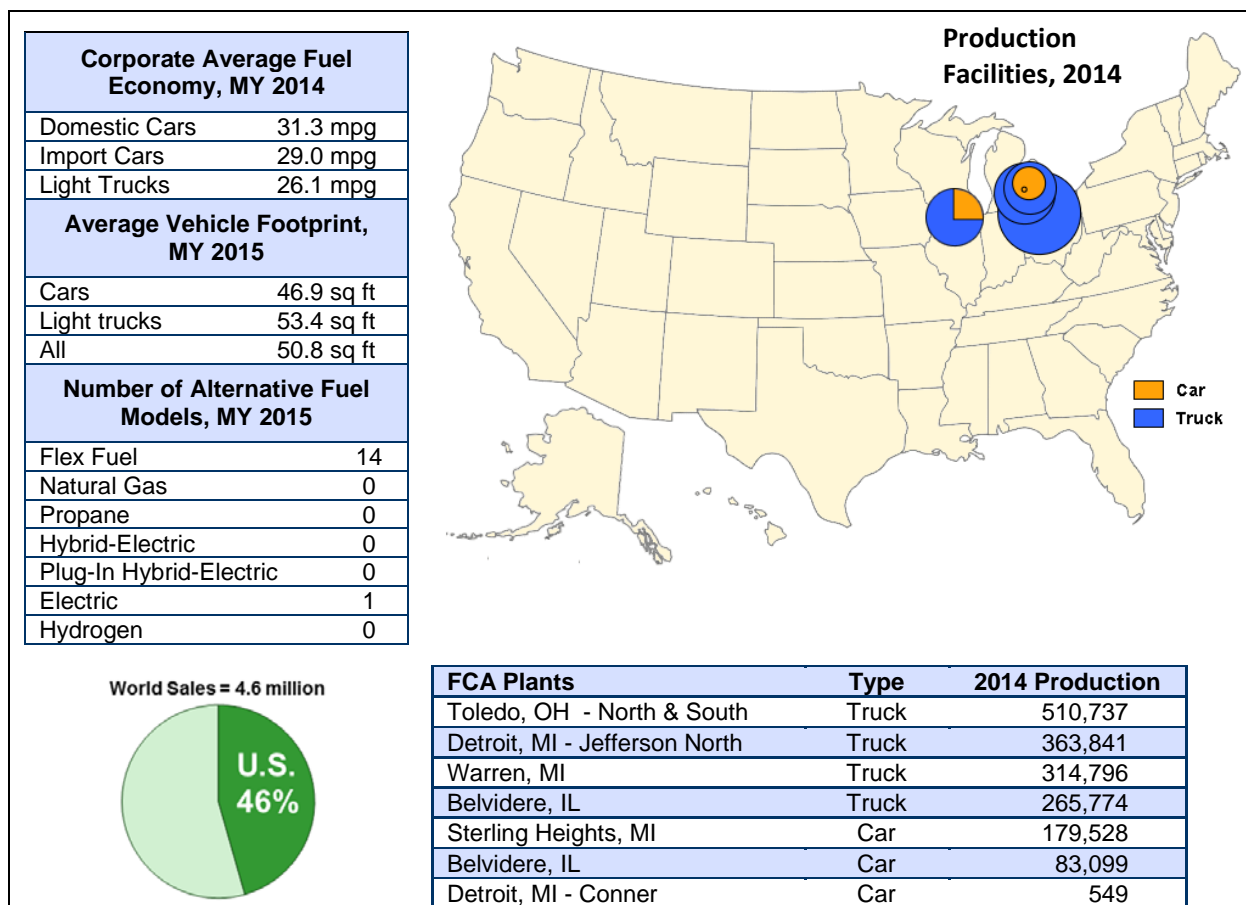 Corporate Average Fuel
Economy, MY 2014
Domestic Cars 31.3 mpg
Import Cars 29.0 mpg
Light Trucks 26.1 mpg
Average Vehicle Footprint,
MY 2015
Cars 46.9 sq ft
Light trucks 53.4 sq ft
All 50.8 sq ft
Number of Alternative Fuel
Models, MY 2015
Flex Fuel 14
Natural Gas 0
Propane 0
Hybrid-Electric 0
Plug-In Hybrid-Electric 0
Electric 1
Hydrogen 0
Production
Facilities, 2014
Car
Truck
World Sales = 4.6 million
U.S.
46%
FCA Plants Type 2014 Production
Toledo, OH - North & South Truck 510,737
Detroit, MI - Jefferson North Truck 363,841
Warren, MI Truck 314,796
Belvidere, IL Truck 265,774
Sterling Heights, MI Car 179,528
Belvidere, IL Car 83,099
Detroit, MI - Conner Car 549